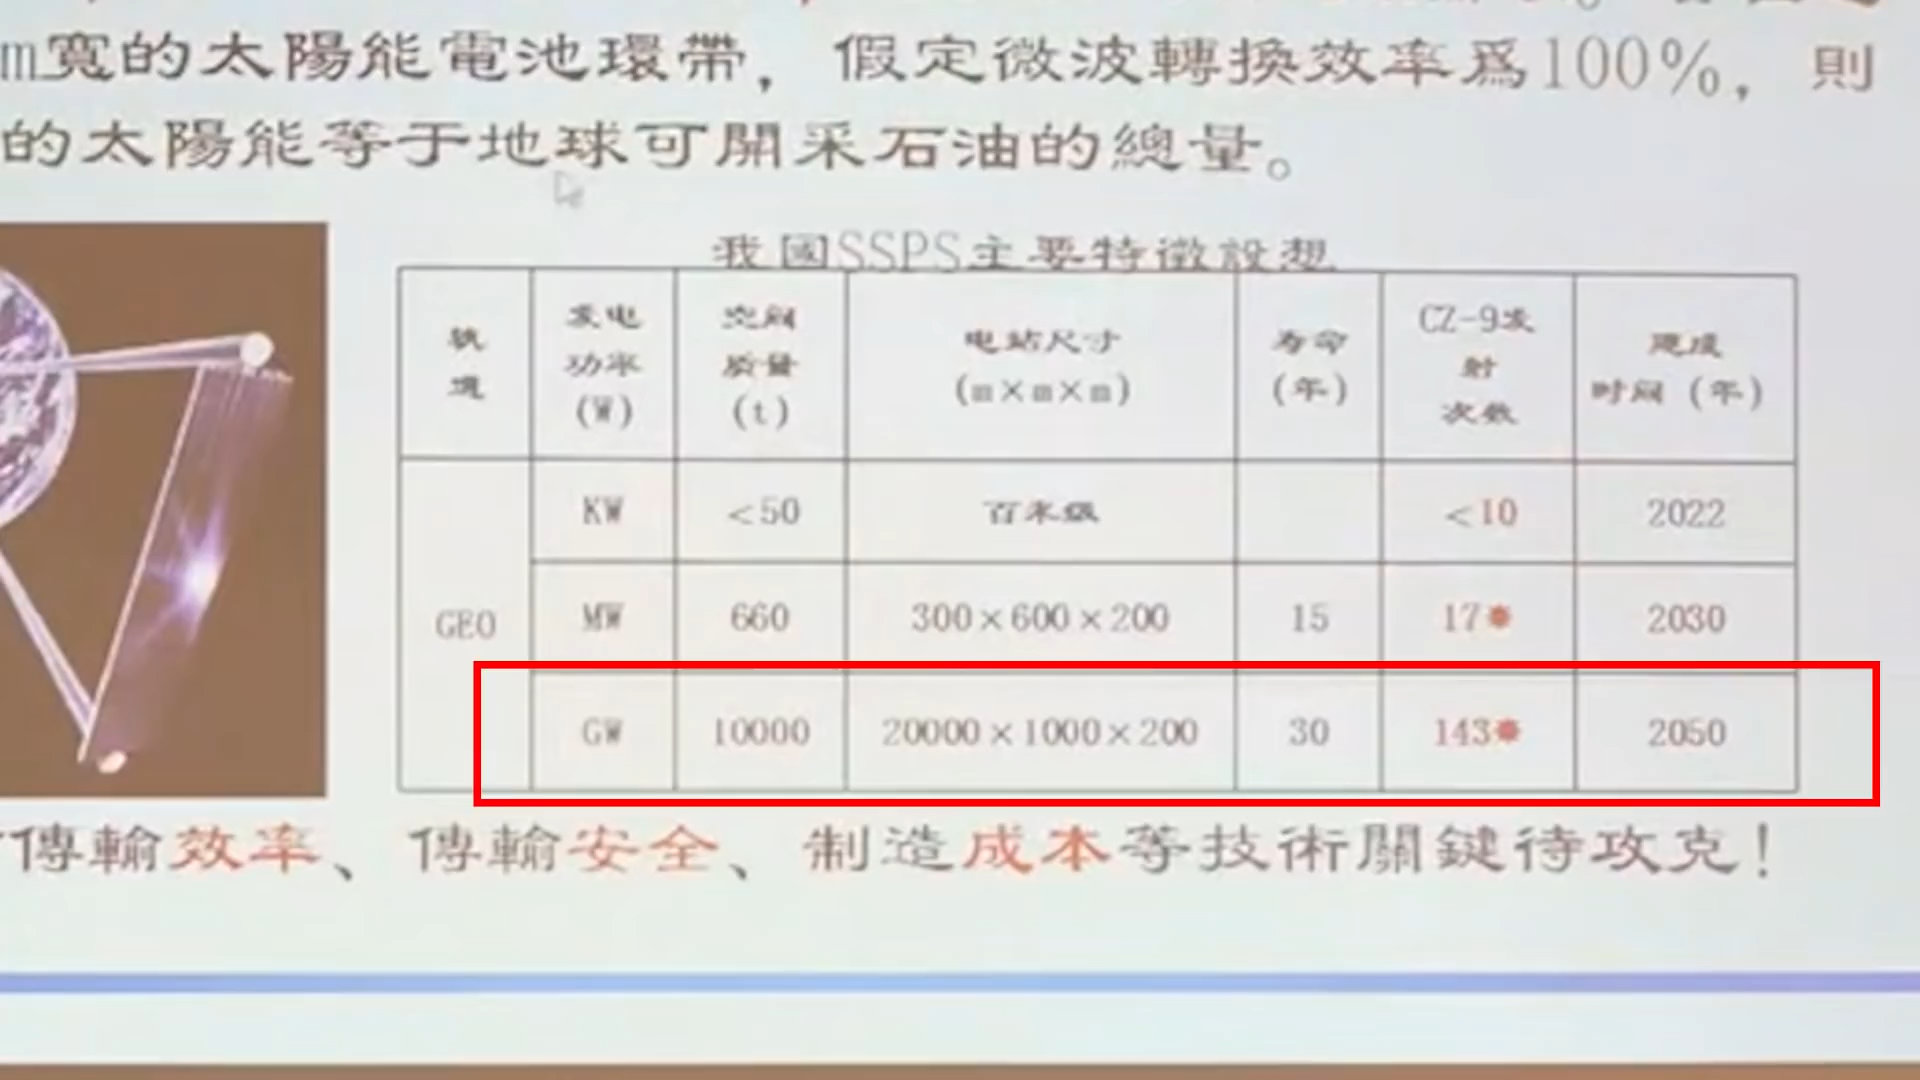 m寬的太陽能電池環帶，假定微波轉換效率爲100%，則
的太陽能等于地球可開采石油的總量。
我國SSPS主要特徵設想
轨道 发电功率(W) 空间质量(t) 电站尺寸(m×m×m) 寿命(年) CZ-9发射次数 建成时间(年)
GEO KW <50 百米级 <10 2022
MW 660 300×600×200 15 17* 2030
GW 10000 20000×1000×200 30 143* 2050
傳輸效率、傳輸安全、制造成本等技術關鍵待攻克！